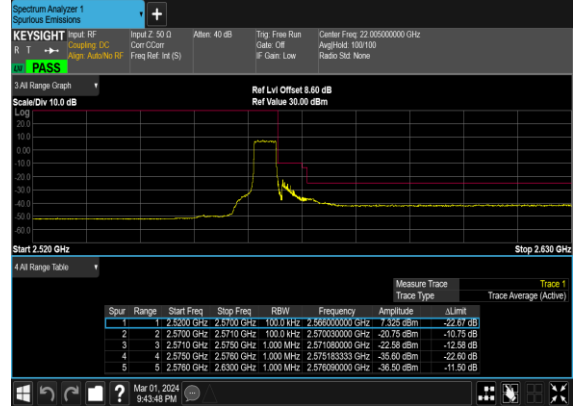 Spectrum Analyzer 1
Spurious Emissions
KEYSIGHT Input: RF Input Z: 50 Ω Atten: 40 dB Trig: Free Run Center Freq: 22.005000000 GHz
R T Coupling: DC Corr CCorr Gate: Off Avg|Hold: 100/100
Align: Auto/No RF Freq Ref: Int (S) IF Gain: Low Radio Std: None
PASS
3 All Range Graph
Ref Lvl Offset 8.60 dB
Scale/Div 10.0 dB Ref Value 30.00 dBm
Log
20.0
10.0
0.00
-10.0
-20.0
-30.0
-40.0
-50.0
-60.0
Start 2.520 GHz Stop 2.630 GHz
4 All Range Table
Measure Trace Trace 1
Trace Type Trace Average (Active)
Spur Range Start Freq Stop Freq RBW Frequency Amplitude ΔLimit
1 1 2.5200 GHz 2.5700 GHz 100.0 kHz 2.566000000 GHz 7.325 dBm -22.67 dB
2 2 2.5700 GHz 2.5710 GHz 100.0 kHz 2.570030000 GHz -20.75 dBm -10.75 dB
3 3 2.5710 GHz 2.5750 GHz 1.000 MHz 2.571080000 GHz -22.58 dBm -12.58 dB
4 4 2.5750 GHz 2.5760 GHz 1.000 MHz 2.575183333 GHz -35.60 dBm -22.60 dB
5 5 2.5760 GHz 2.6300 GHz 1.000 MHz 2.576090000 GHz -36.50 dBm -11.50 dB
Mar 01, 2024
9:43:48 PM